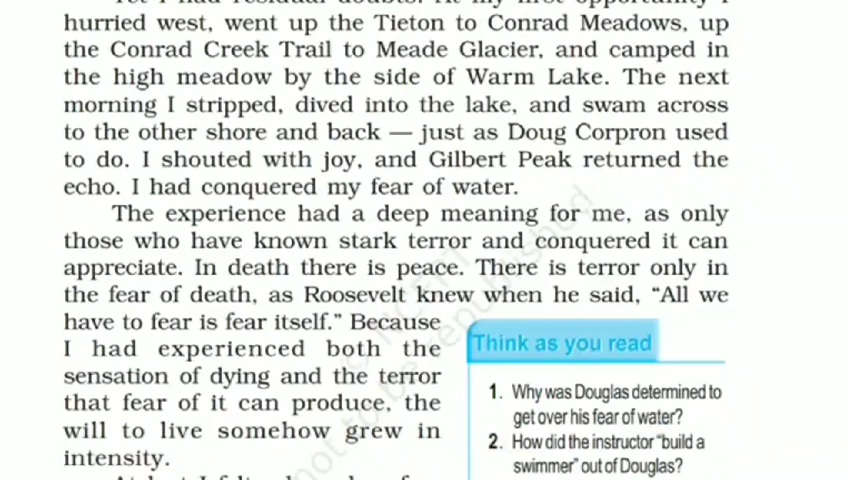 hurried west, went up the Tieton to Conrad Meadows, up
the Conrad Creek Trail to Meade Glacier, and camped in
the high meadow by the side of Warm Lake. The next
morning I stripped, dived into the lake, and swam across
to the other shore and back — just as Doug Corpron used
to do. I shouted with joy, and Gilbert Peak returned the
echo. I had conquered my fear of water.
The experience had a deep meaning for me, as only
those who have known stark terror and conquered it can
appreciate. In death there is peace. There is terror only in
the fear of death, as Roosevelt knew when he said, “All we
have to fear is fear itself.” Because
I had experienced both the
sensation of dying and the terror
that fear of it can produce, the
will to live somehow grew in
intensity.
Think as you read
1. Why was Douglas determined to
get over his fear of water?
2. How did the instructor “build a
swimmer” out of Douglas?
© NCERT
not to be republished